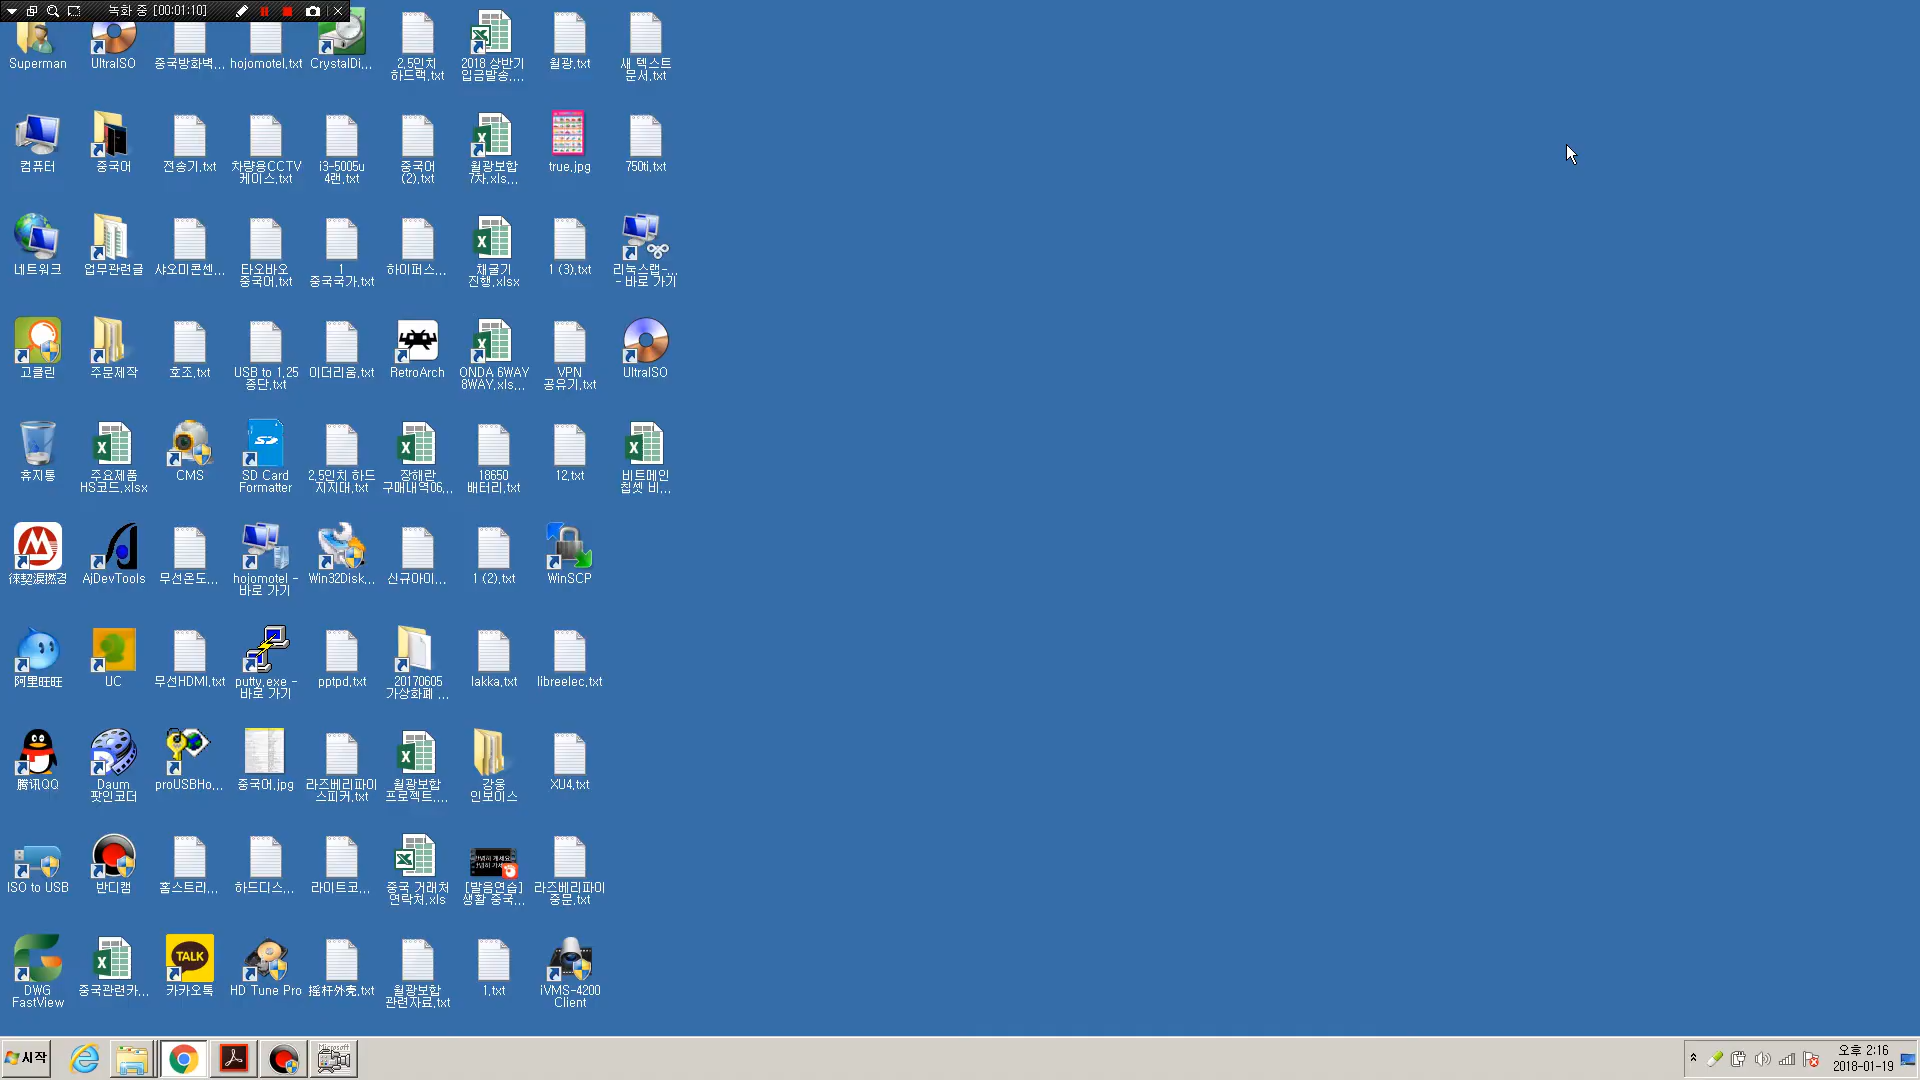 녹화 중 [00:01:10]
Superman
UltraISO
중국방화벽...
hojomotel.txt
CrystalDi...
2.5인치
하드랙.txt
2018 상반기
입금발송....
월광.txt
새 텍스트
문서.txt
컴퓨터
중국어
전송기.txt
차량용CCTV
케이스.txt
i3-5005u
4랜.txt
중국어
(2).txt
월광보합
7차.xls...
true.jpg
750ti.txt
네트워크
업무관련글
샤오미콘센...
타오바오
중국어.txt
1
중국국가.txt
하이퍼스...
채굴기
진행.xlsx
1 (3).txt
리눅스랩-...
- 바로 가기
고클린
주문제작
호조.txt
USB to 1.25
종단.txt
이더리움.txt
RetroArch
ONDA 6WAY
8WAY.xls...
VPN
공유기.txt
UltraISO
휴지통
주요제품
HS코드.xlsx
CMS
SD Card
Formatter
2.5인치 하드
지지대.txt
장해란
구매내역06...
18650
배터리.txt
12.txt
비트메인
칩셋 비...
AjDevTools
무선온도...
hojomotel -
바로 가기
Win32Disk...
신규아이...
1 (2).txt
WinSCP
阿里旺旺
UC
무선HDMI.txt
putty.exe -
바로 가기
pptpd.txt
20170605
가상화폐 ...
lakka.txt
libreelec.txt
腾讯QQ
Daum
팟인코더
proUSBHo...
중국어.jpg
라즈베리파이
스피커.txt
월광보합
프로젝트....
강웅
인보이스
XU4.txt
ISO to USB
반디캠
홈스트리...
하드디스...
라이트코...
중국 거래처
연락처.xls
[발음연습]
생활 중국...
라즈베리파이
중문.txt
DWG
FastView
중국관련카...
TALK
카카오톡
HD Tune Pro
摇杆外壳.txt
월광보합
관련자료.txt
1.txt
iVMS-4200
Client
시작
Microsoft
오후 2:16
2018-01-19